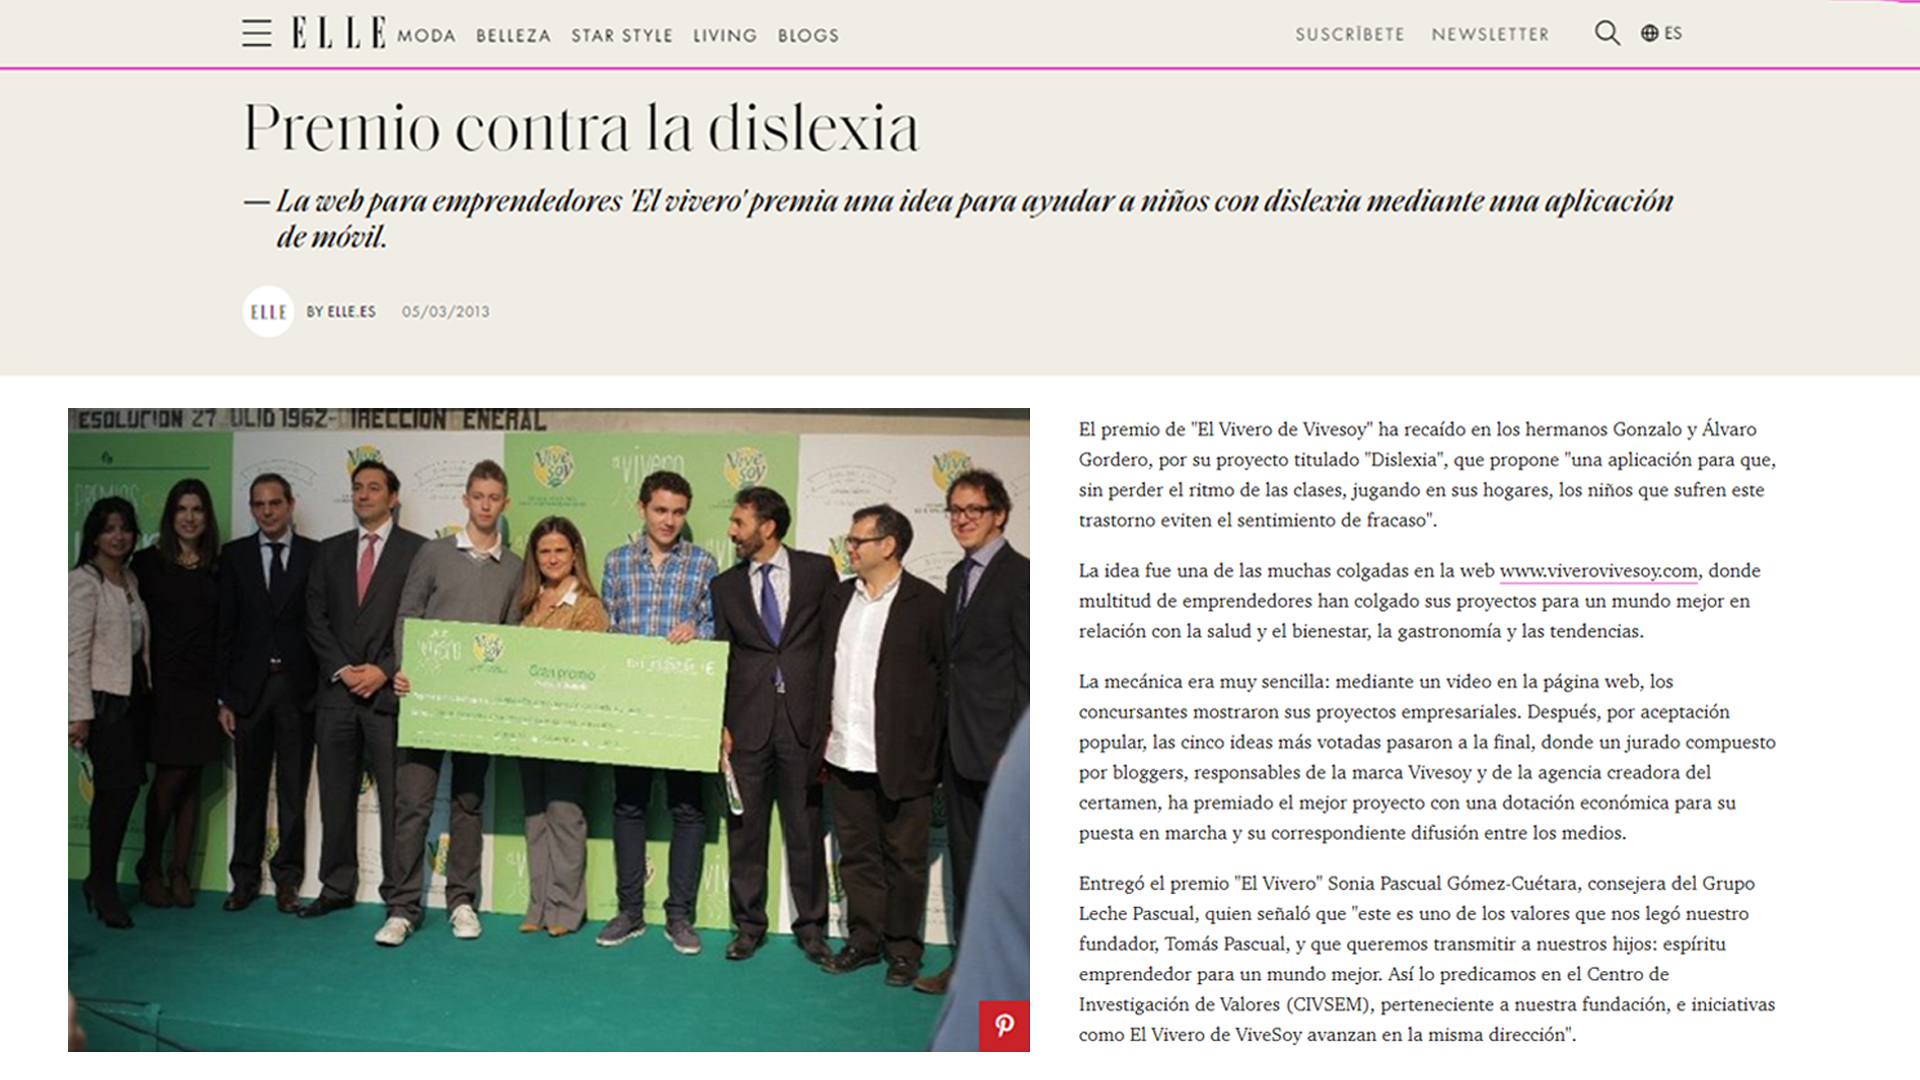 ELLE MODA BELLEZA STAR STYLE LIVING BLOGS SUSCRÍBETE NEWSLETTER ES
Premio contra la dislexia
— La web para emprendedores 'El vivero' premia una idea para ayudar a niños con dislexia mediante una aplicación
de móvil.
ELLE BY ELLE.ES 05/03/2013
ESOLUCION 27 ULIO 1962- IRECCION ENERAL
Vive soy
vivero
Vive soy
Gran premio
El premio de "El Vivero de Vivesoy" ha recaído en los hermanos Gonzalo y Álvaro
Gordero, por su proyecto titulado "Dislexia", que propone "una aplicación para que,
sin perder el ritmo de las clases, jugando en sus hogares, los niños que sufren este
trastorno eviten el sentimiento de fracaso".
La idea fue una de las muchas colgadas en la web www.viverovivesoy.com, donde
multitud de emprendedores han colgado sus proyectos para un mundo mejor en
relación con la salud y el bienestar, la gastronomía y las tendencias.
La mecánica era muy sencilla: mediante un video en la página web, los
concursantes mostraron sus proyectos empresariales. Después, por aceptación
popular, las cinco ideas más votadas pasaron a la final, donde un jurado compuesto
por bloggers, responsables de la marca Vivesoy y de la agencia creadora del
certamen, ha premiado el mejor proyecto con una dotación económica para su
puesta en marcha y su correspondiente difusión entre los medios.
Entregó el premio "El Vivero" Sonia Pascual Gómez-Cuétara, consejera del Grupo
Leche Pascual, quien señaló que "este es uno de los valores que nos legó nuestro
fundador, Tomás Pascual, y que queremos transmitir a nuestros hijos: espíritu
emprendedor para un mundo mejor. Así lo predicamos en el Centro de
Investigación de Valores (CIVSEM), perteneciente a nuestra fundación, e iniciativas
como El Vivero de ViveSoy avanzan en la misma dirección".